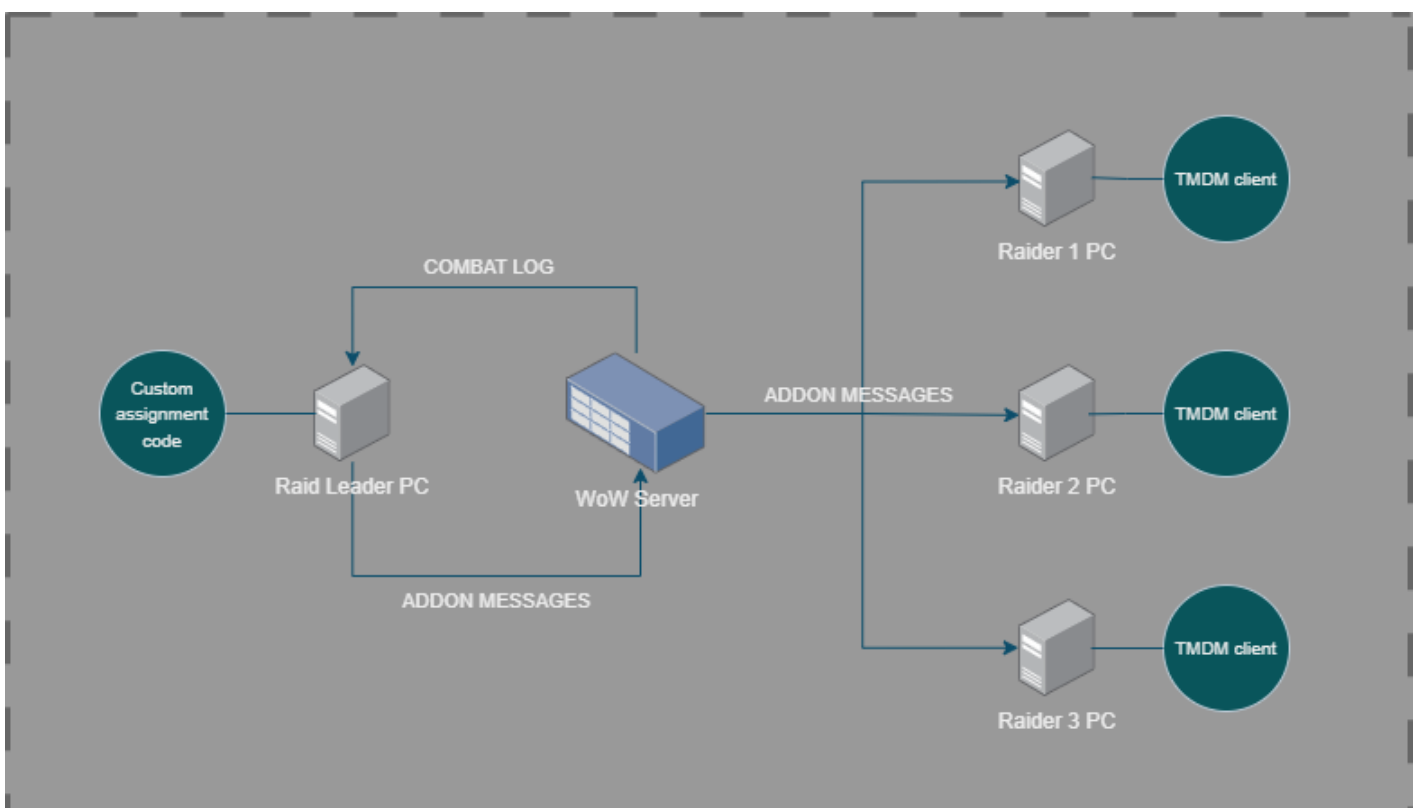 COMBAT LOG
Custom
assignment
code
Raid Leader PC
WoW Server
ADDON MESSAGES
ADDON MESSAGES
TMDM client
Raider 1 PC
TMDM client
Raider 2 PC
TMDM client
Raider 3 PC